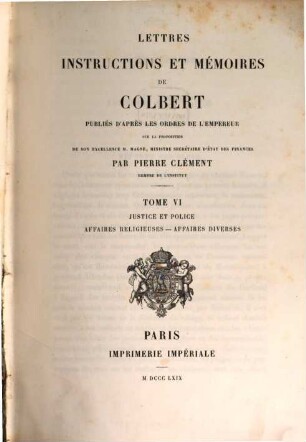 LETTRES
INSTRUCTIONS ET MÉMOIRES
DE
COLBERT
PUBLIÉS D'APRÈS LES ORDRES DE L'EMPEREUR
SUR LA PROPOSITION
DE SON EXCELLENCE M. MAGNE, MINISTRE SECRÉTAIRE D'ÉTAT DES FINANCES
PAR PIERRE CLÉMENT
MEMBRE DE L'INSTITUT
TOME VI
JUSTICE ET POLICE
AFFAIRES RELIGIEUSES — AFFAIRES DIVERSES
PARIS
IMPRIMERIE IMPÉRIALE
M DCCC LXIX